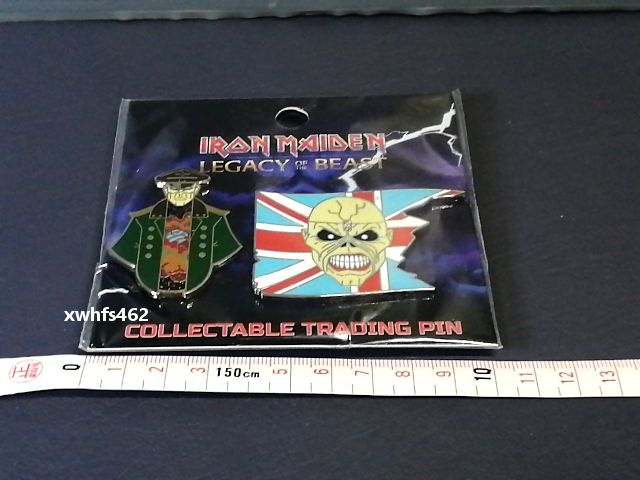 IRON MAIDEN
LEGACY OF THE BEAST
xwhfs462
COLLECTABLE TRADING PIN
正 0 1 2 3 150cm 5 6 7 8 9 10 11 12 13